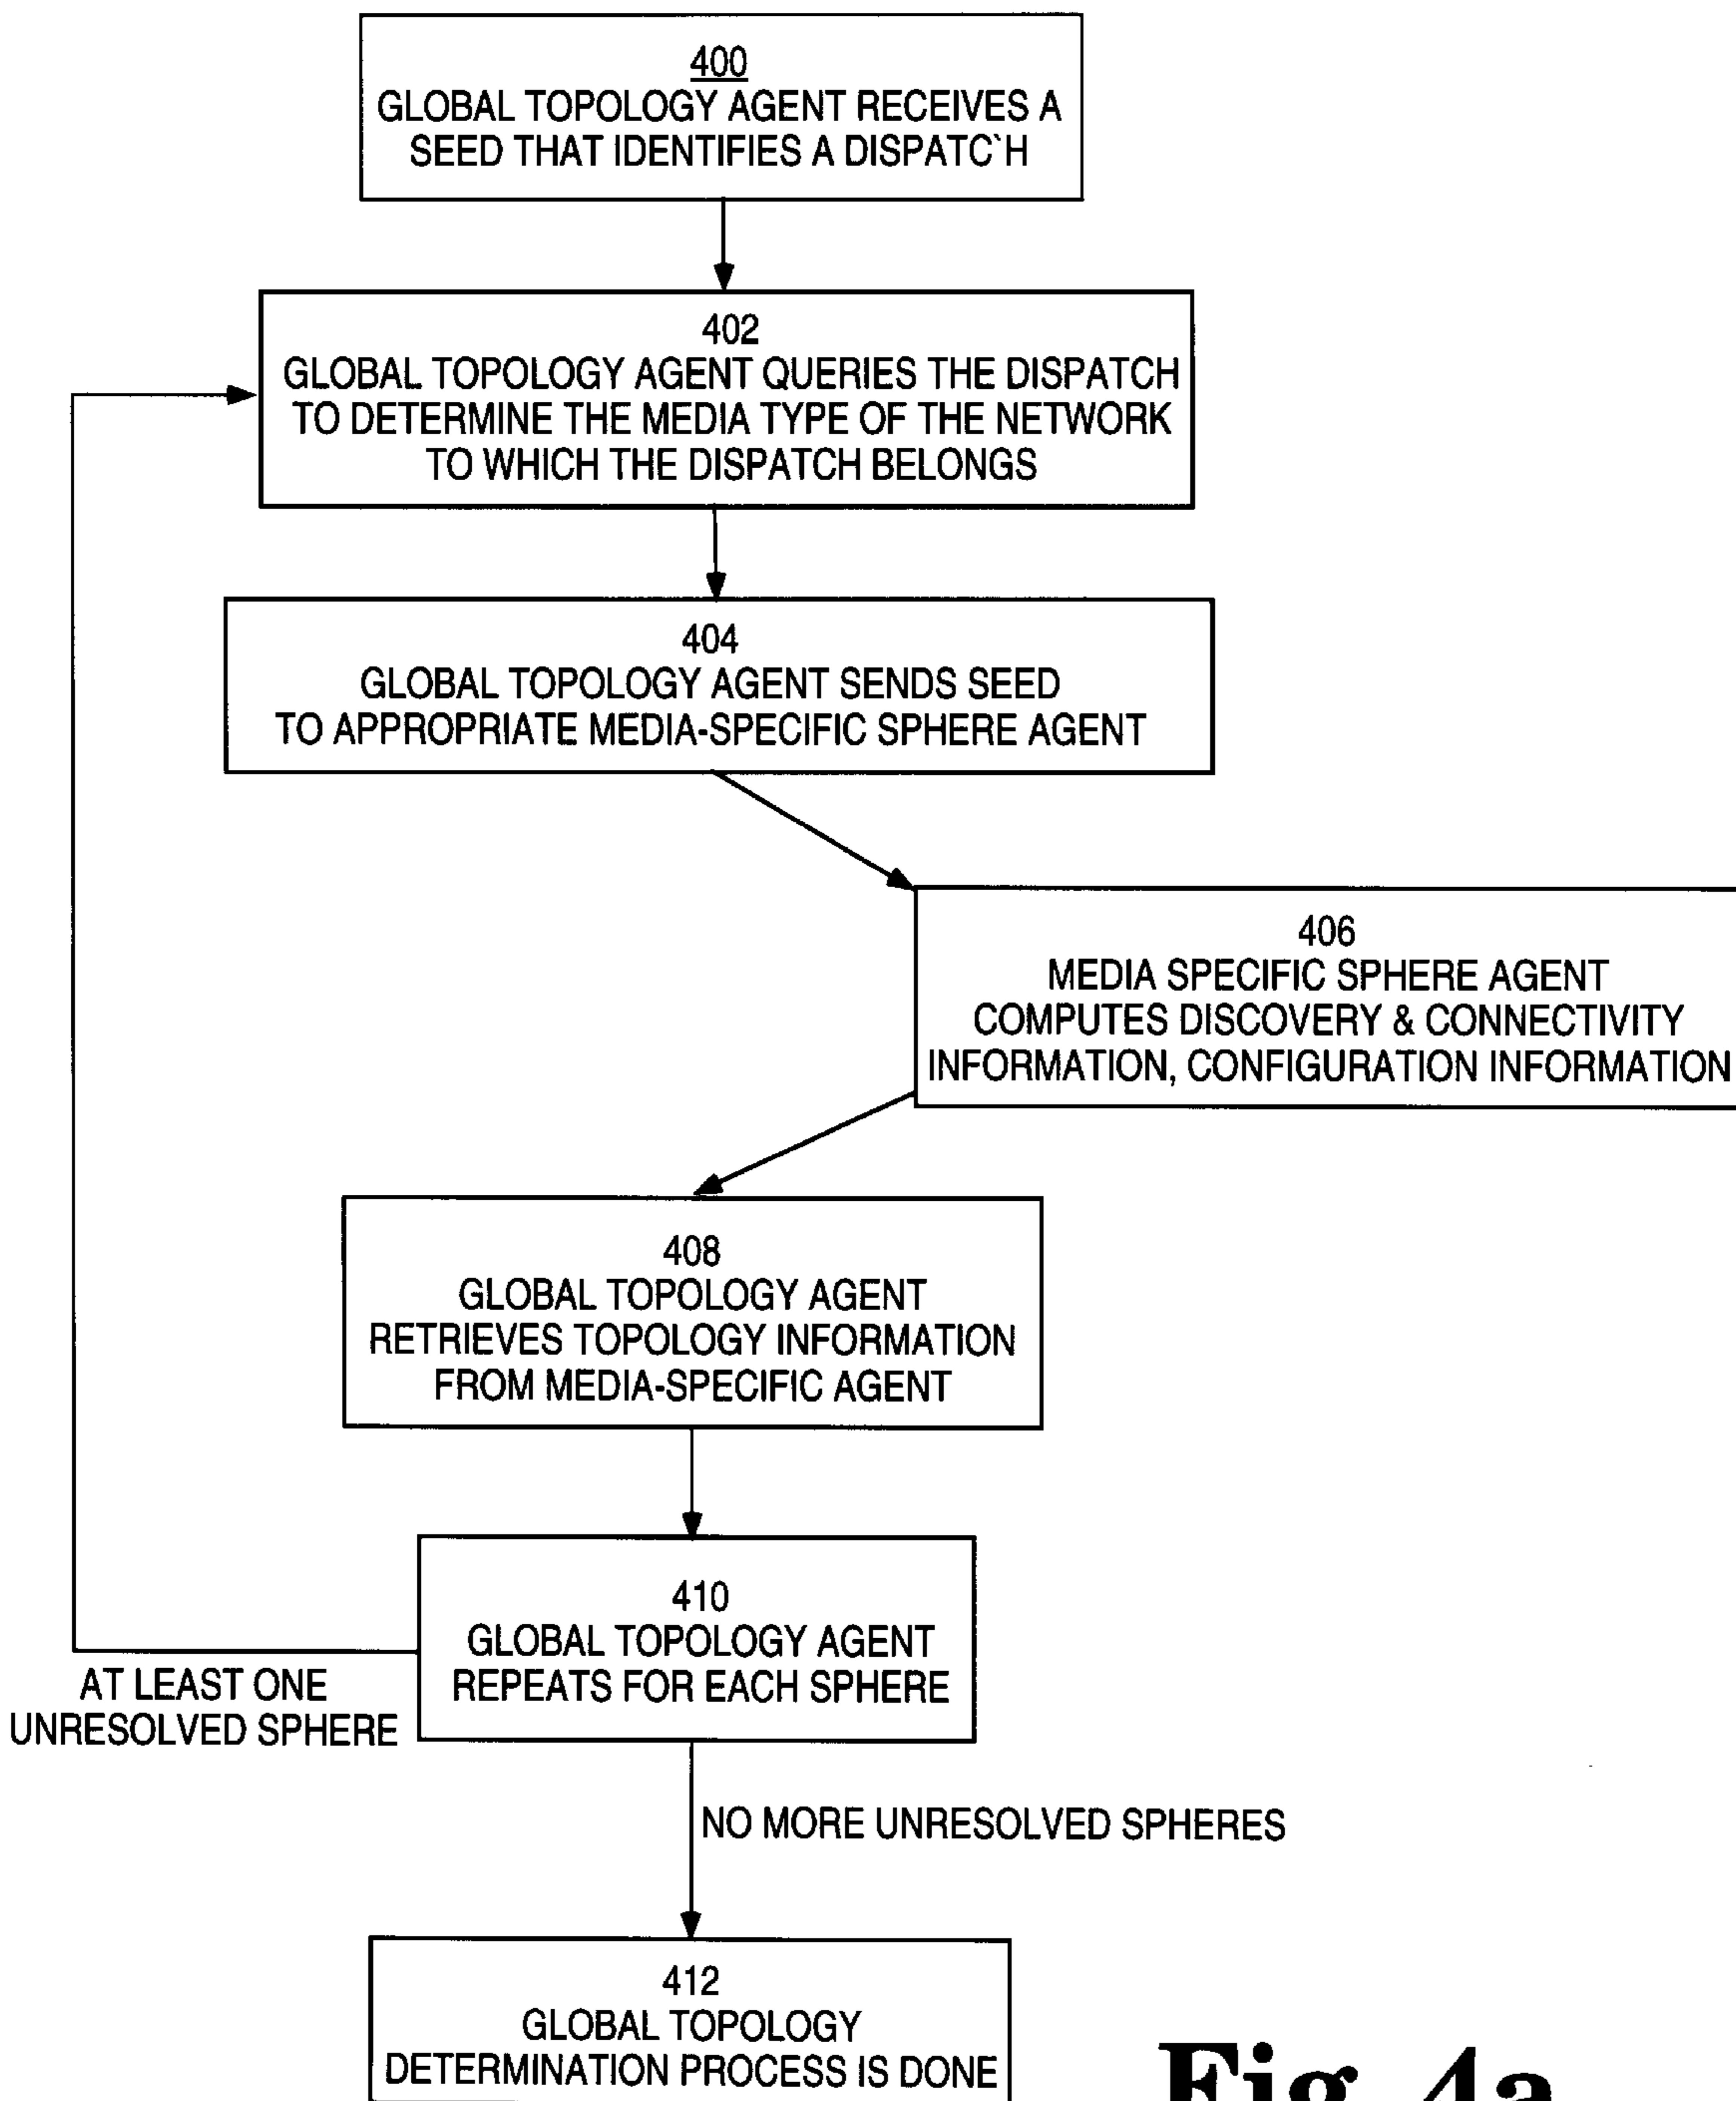 400
GLOBAL TOPOLOGY AGENT RECEIVES A
SEED THAT IDENTIFIES A DISPATC`H
402
GLOBAL TOPOLOGY AGENT QUERIES THE DISPATCH
TO DETERMINE THE MEDIA TYPE OF THE NETWORK
TO WHICH THE DISPATCH BELONGS
404
GLOBAL TOPOLOGY AGENT SENDS SEED
TO APPROPRIATE MEDIA-SPECIFIC SPHERE AGENT
406
MEDIA SPECIFIC SPHERE AGENT
COMPUTES DISCOVERY & CONNECTIVITY
INFORMATION, CONFIGURATION INFORMATION
408
GLOBAL TOPOLOGY AGENT
RETRIEVES TOPOLOGY INFORMATION
FROM MEDIA-SPECIFIC AGENT
410
GLOBAL TOPOLOGY AGENT
REPEATS FOR EACH SPHERE
AT LEAST ONE
UNRESOLVED SPHERE
NO MORE UNRESOLVED SPHERES
412
GLOBAL TOPOLOGY
DETERMINATION PROCESS IS DONE
Fig. 4a